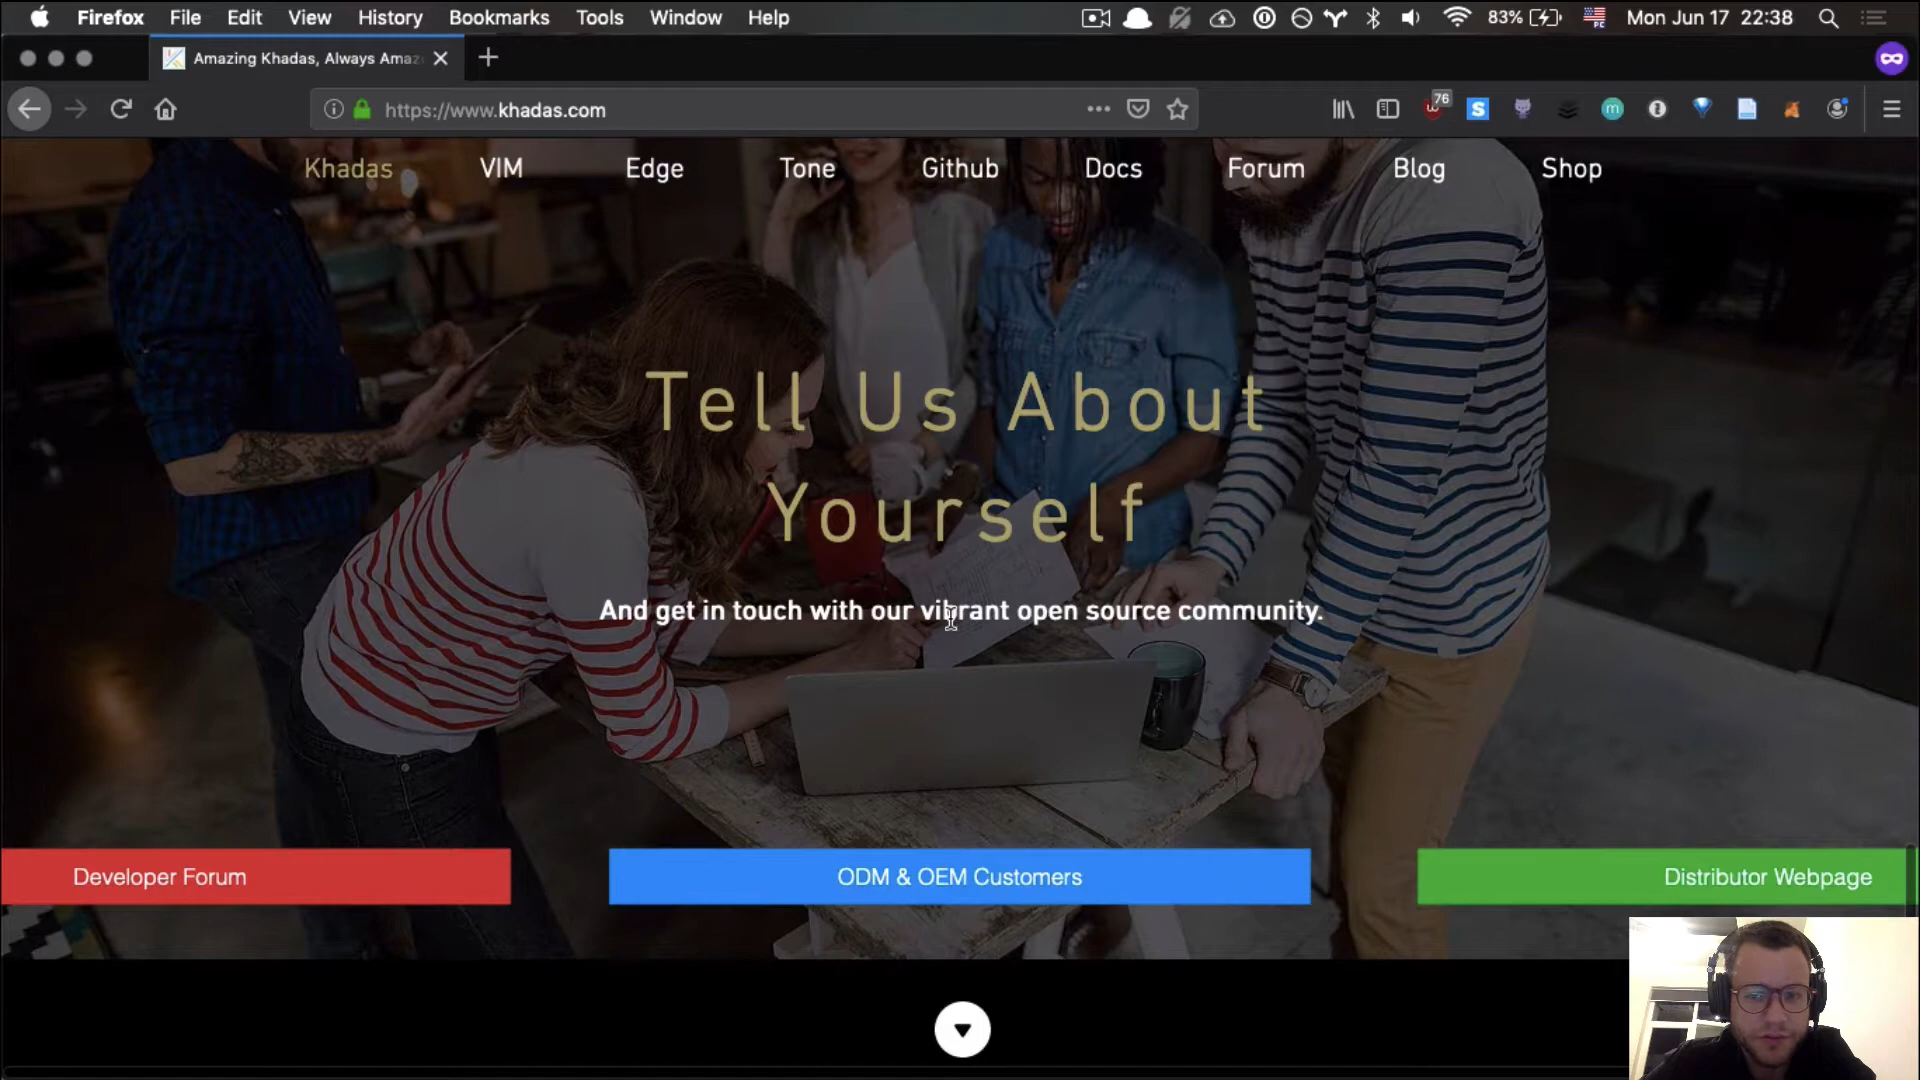 Firefox File Edit View History Bookmarks Tools Window Help 83% Mon Jun 17 22:38
Amazing Khadas, Always Amaz
https://www.khadas.com 76 S m
Khadas VIM Edge Tone Github Docs Forum Blog Shop
Tell Us About
Yourself
And get in touch with our vibrant open source community.
Developer Forum ODM & OEM Customers Distributor Webpage